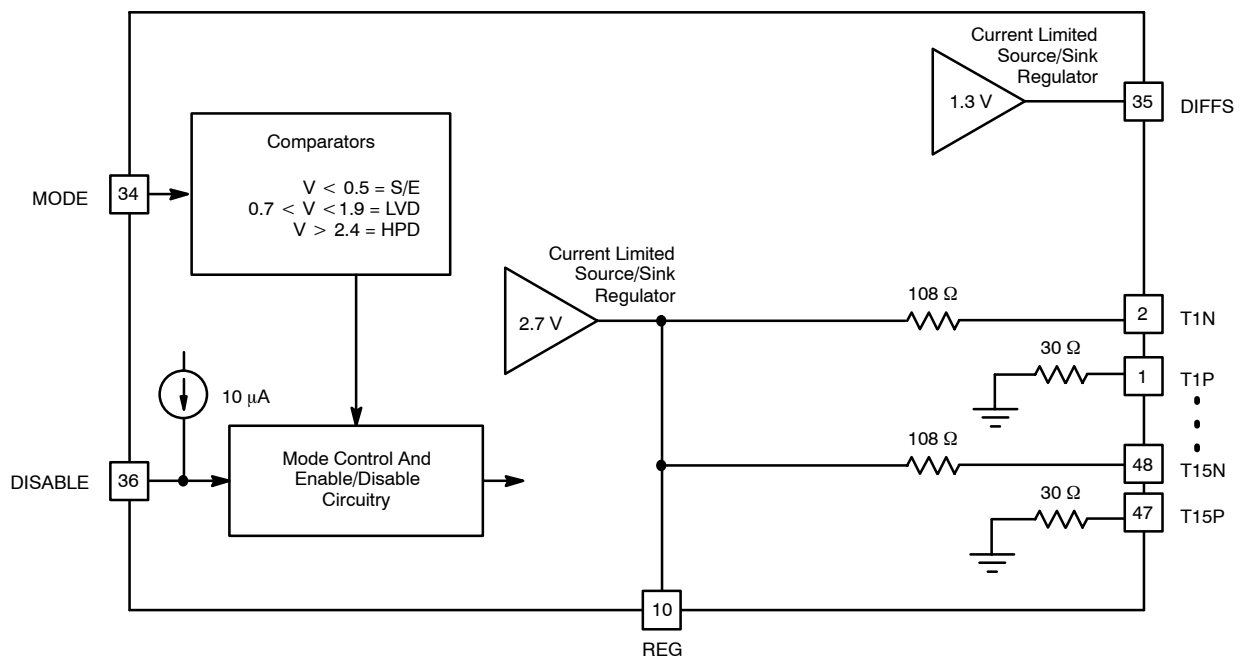 Current Limited
Source/Sink
Regulator
1.3 V
35
DIFFS
Comparators
V < 0.5 = S/E
0.7 < V <1.9 = LVD
V > 2.4 = HPD
MODE
34
Current Limited
Source/Sink
Regulator
2.7 V
108 Ω
2
T1N
30 Ω
1
T1P
10 μA
108 Ω
48
T15N
DISABLE
36
Mode Control And
Enable/Disable
Circuitry
30 Ω
47
T15P
10
REG